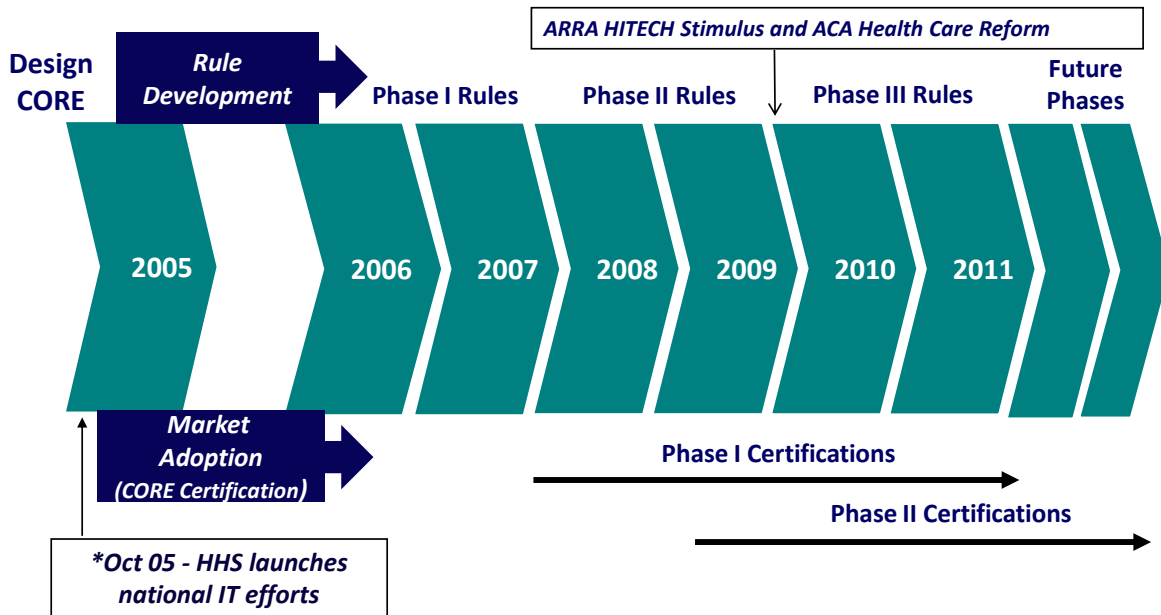 ARRA HITECH Stimulus and ACA Health Care Reform
Design
CORE
Rule
Development
Phase I Rules
Phase II Rules
Phase III Rules
Future
Phases
2005
2006
2007
2008
2009
2010
2011
Market
Adoption
(CORE Certification)
Phase I Certifications
Phase II Certifications
*Oct 05 - HHS launches
national IT efforts